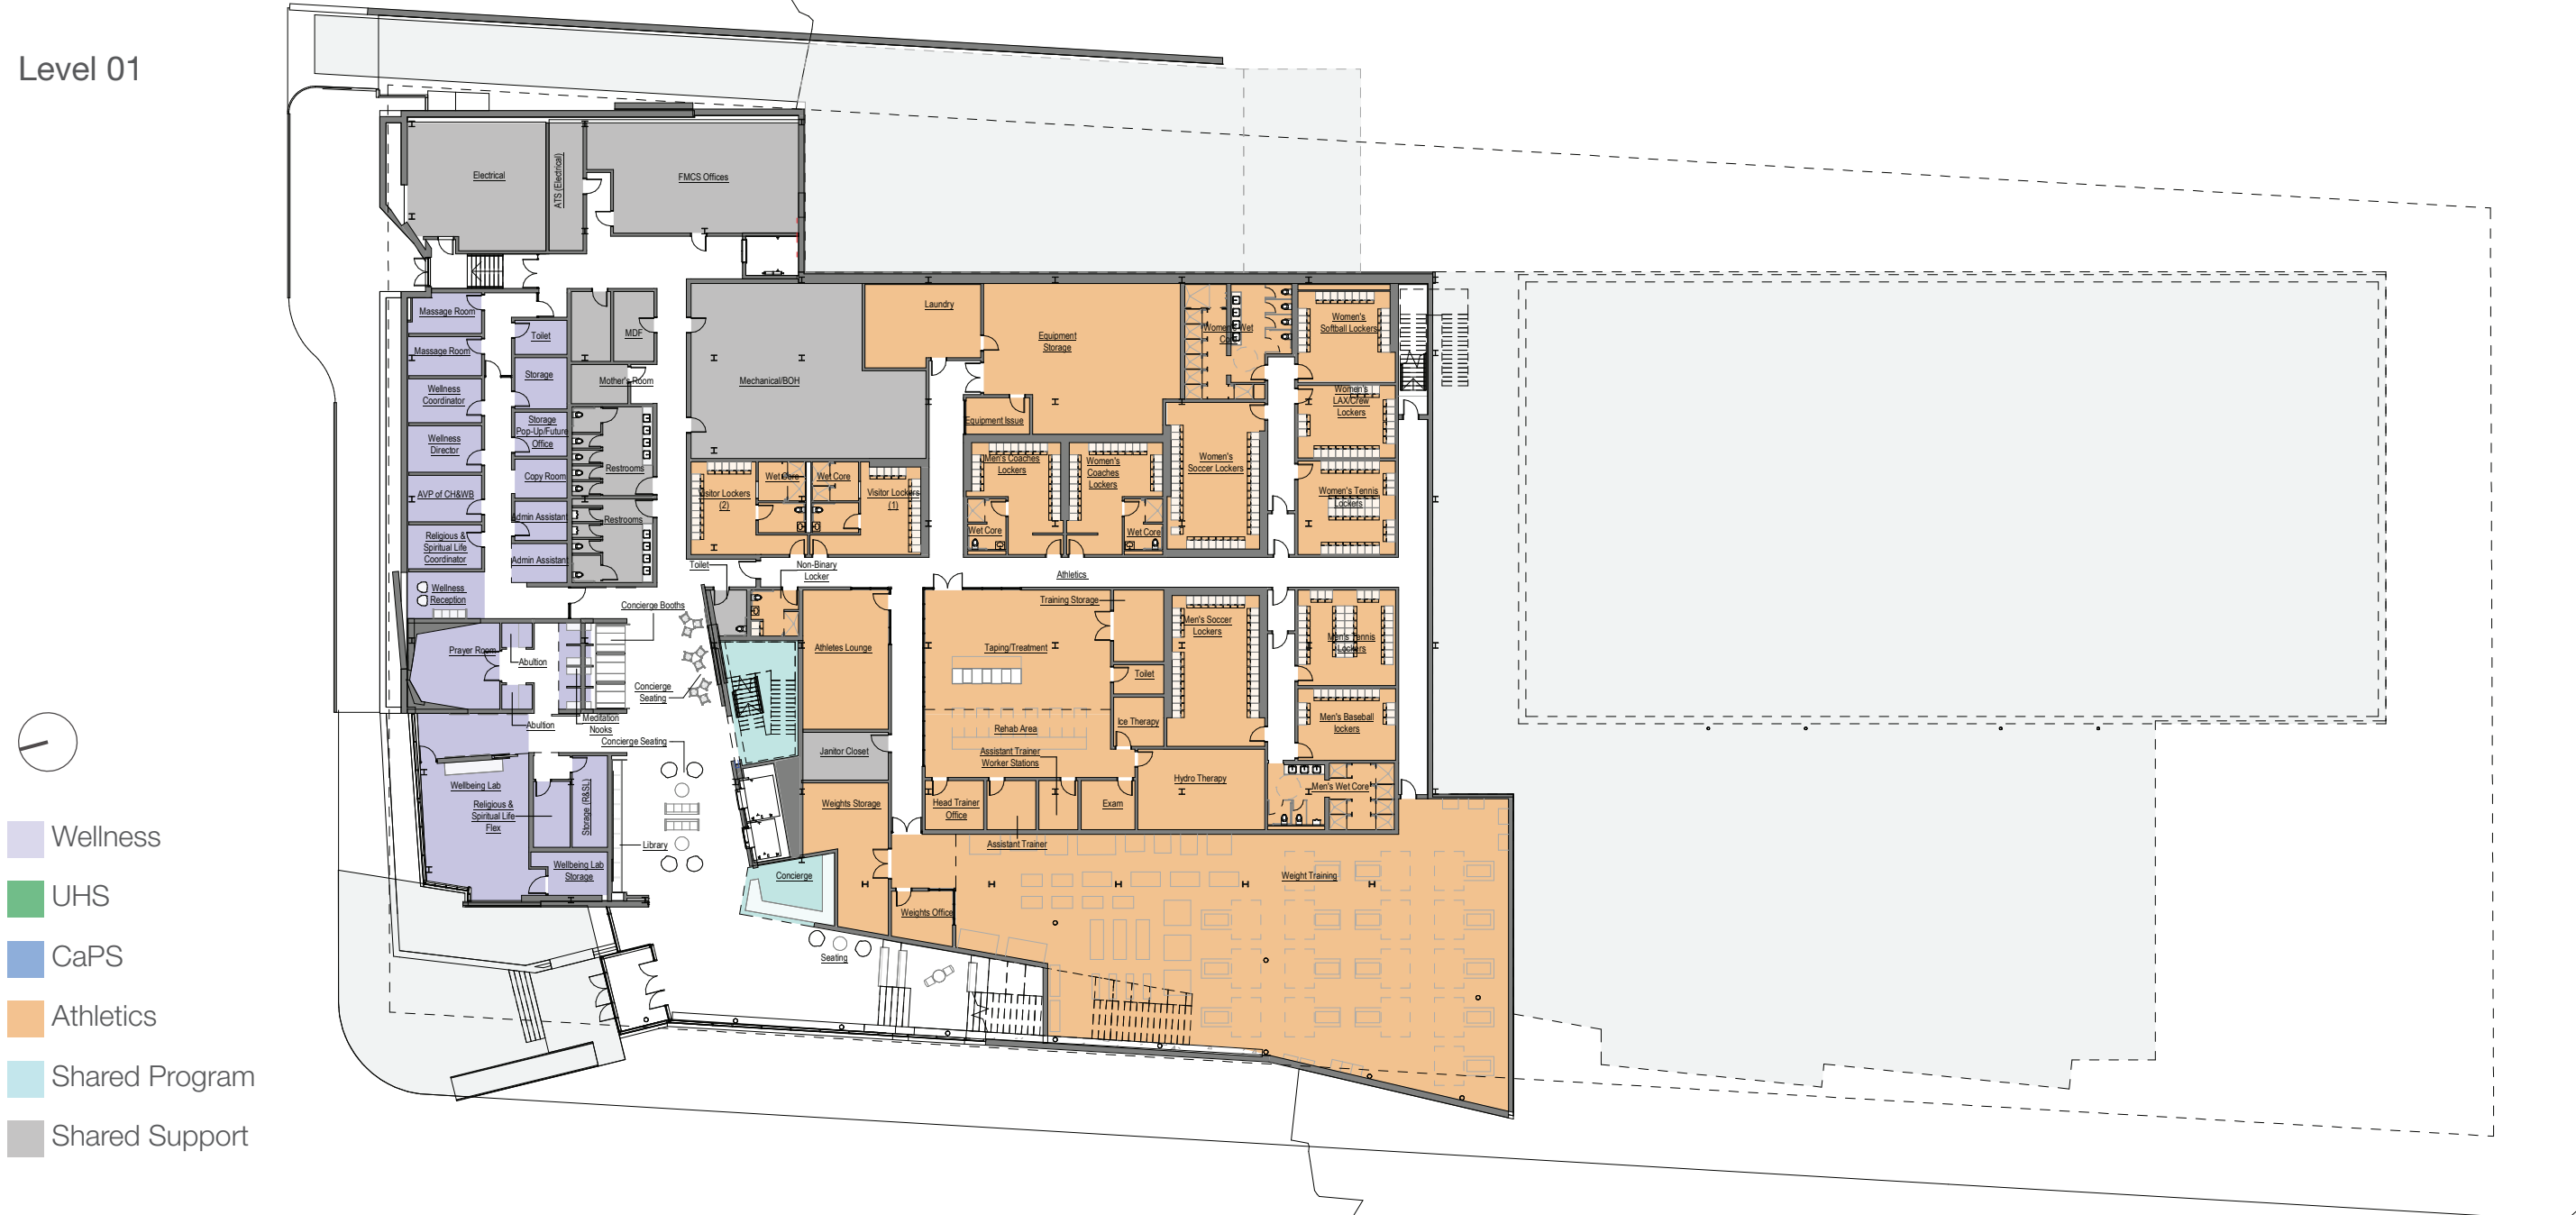 Level 01
Electrical
ATS (Electrical)
FMCS Offices
Massage Room
Toilet
MDF
Massage Room
Storage
Mother's Room
Wellness
Coordinator
Storage
Pop-Up/Future
Office
Wellness
Director
Restrooms
Copy Room
AVP of CH&WB
Admin Assistant
Restrooms
Religious &
Spiritual Life
Coordinator
Admin Assistant
Wellness
Reception
Mechanical/BOH
Laundry
Equipment
Storage
Equipment Issue
Women's Wet
Core
Women's
Softball Lockers
Women's
LAX/Crew
Lockers
Women's Tennis
Lockers
Women's
Soccer Lockers
Men's Coaches
Lockers
Women's
Coaches
Lockers
Wet Core
Wet Core
Visitor Lockers
(2)
Wet Core
Wet Core
Visitor Lockers
(1)
Toilet
Non-Binary
Locker
Athletics
Concierge Booths
Prayer Room
Abultion
Abultion
Meditation
Nooks
Concierge
Seating
Concierge Seating
Athletes Lounge
Janitor Closet
Weights Storage
Training Storage
Taping/Treatment
Toilet
Ice Therapy
Rehab Area
Assistant Trainer
Worker Stations
Head Trainer
Office
Exam
Assistant Trainer
Hydro Therapy
Men's Soccer
Lockers
Men's Tennis
Lockers
Men's Baseball
lockers
Men's Wet Core
Wellbeing Lab
Religious &
Spiritual Life
Flex
Storage (R&SL)
Wellbeing Lab
Storage
Library
Concierge
Weights Office
Weight Training
Seating
Wellness
UHS
CaPS
Athletics
Shared Program
Shared Support